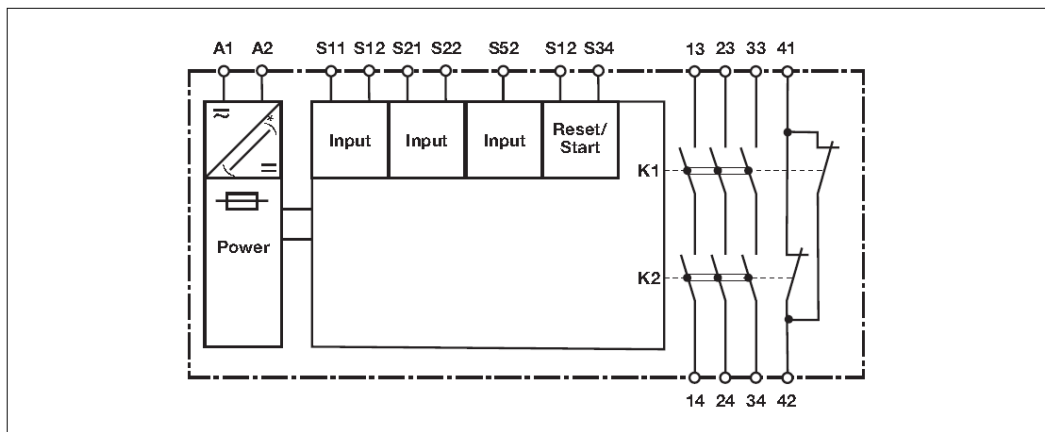 A1 A2 S11 S12 S21 S22 S52 S12 S34 13 23 33 41
Input Input Input Reset/
Start
K1
Power
K2
14 24 34 42